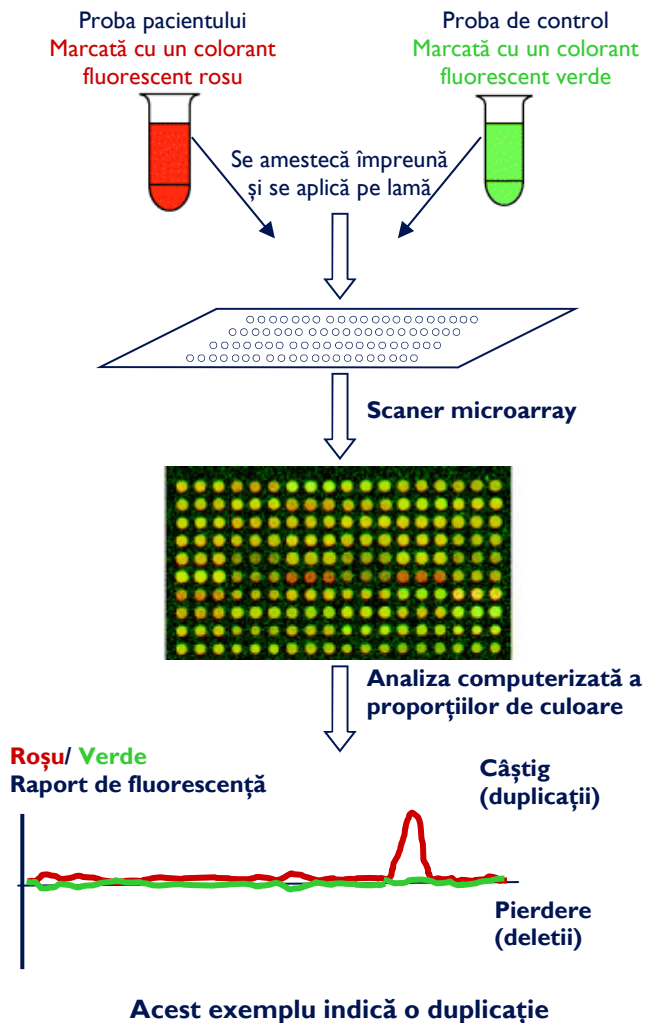 Proba pacientului
Marcată cu un colorant
fluorescent rosu
Proba de control
Marcată cu un colorant
fluorescent verde
Se amestecă împreună
și se aplică pe lamă
Scaner microarray
Analiza computerizată a
proporțiilor de culoare
Roșu/ Verde
Raport de fluorescență
Câștig
(duplicații)
Pierdere
(deletii)
Acest exemplu indică o duplicație